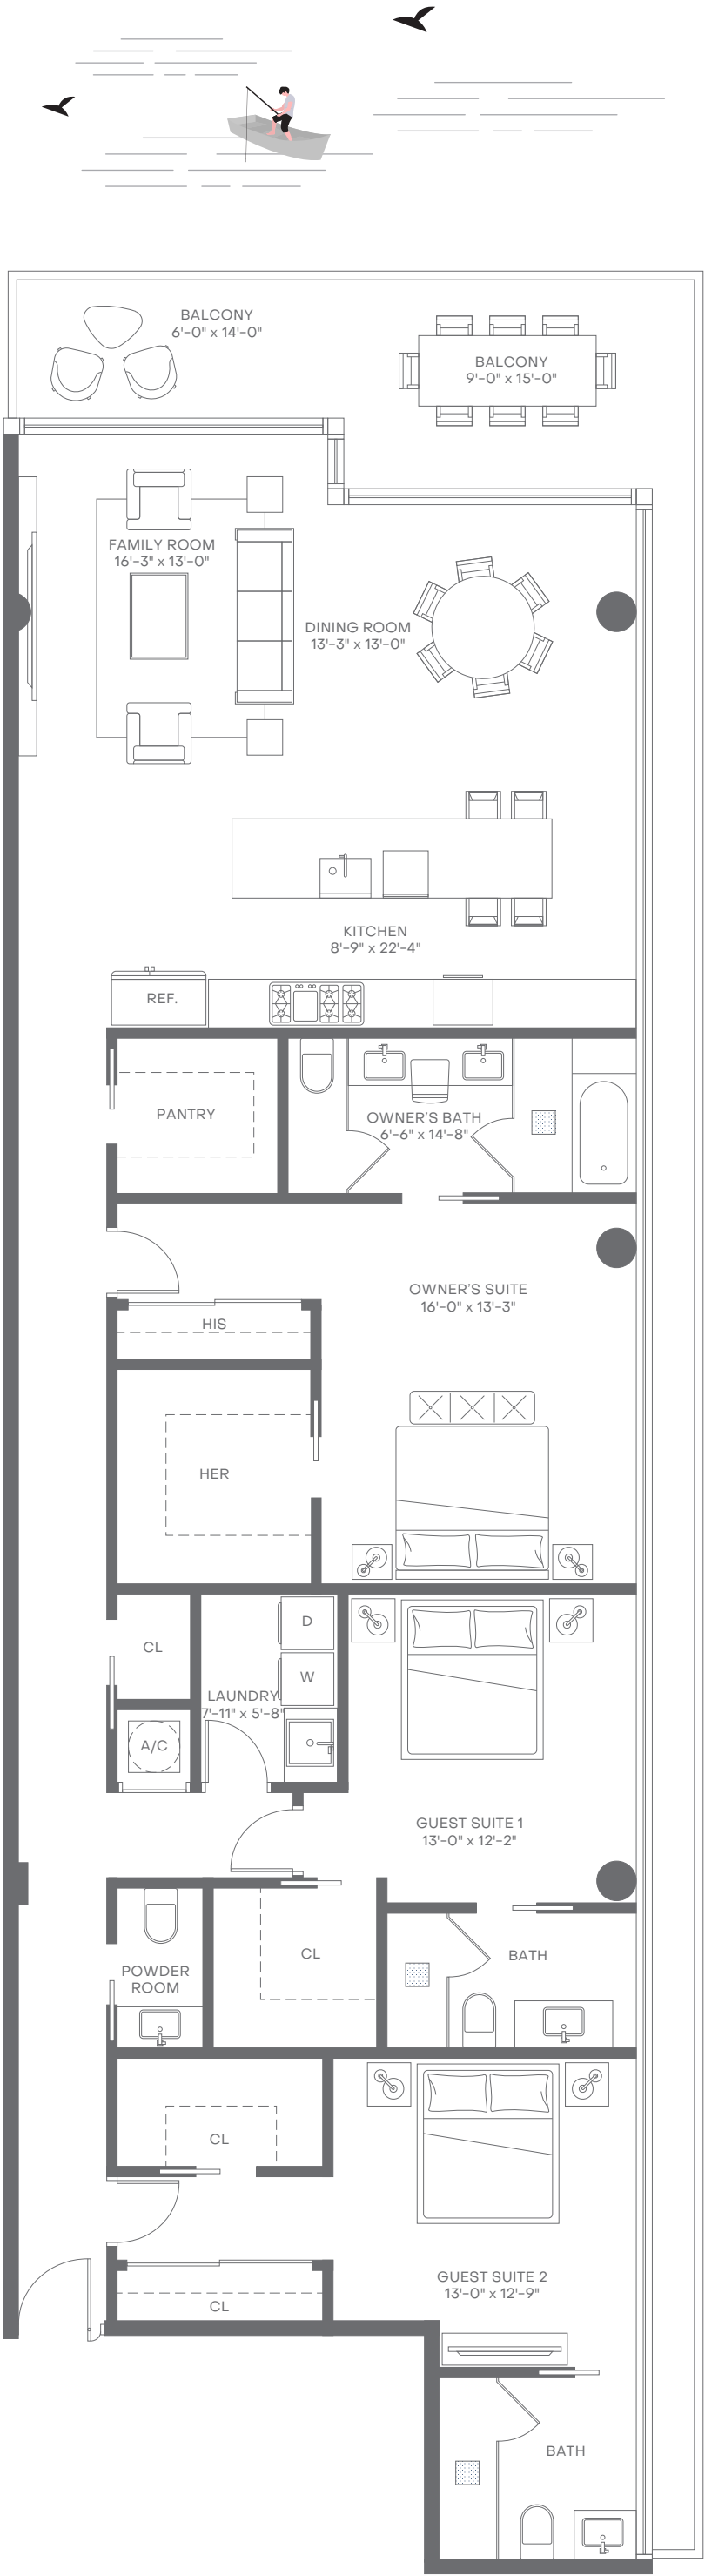 BALCONY
6'-0" x 14'-0"
BALCONY
9'-0" x 15'-0"
FAMILY ROOM
16'-3" x 13'-0"
DINING ROOM
13'-3" x 13'-0"
KITCHEN
8'-9" x 22'-4"
REF.
PANTRY
OWNER'S BATH
6'-6" x 14'-8"
OWNER'S SUITE
16'-0" x 13'-3"
HIS
HER
CL
D
W
LAUNDRY
7'-11" x 5'-8"
A/C
GUEST SUITE 1
13'-0" x 12'-2"
CL
BATH
POWDER
ROOM
CL
GUEST SUITE 2
13'-0" x 12'-9"
CL
BATH